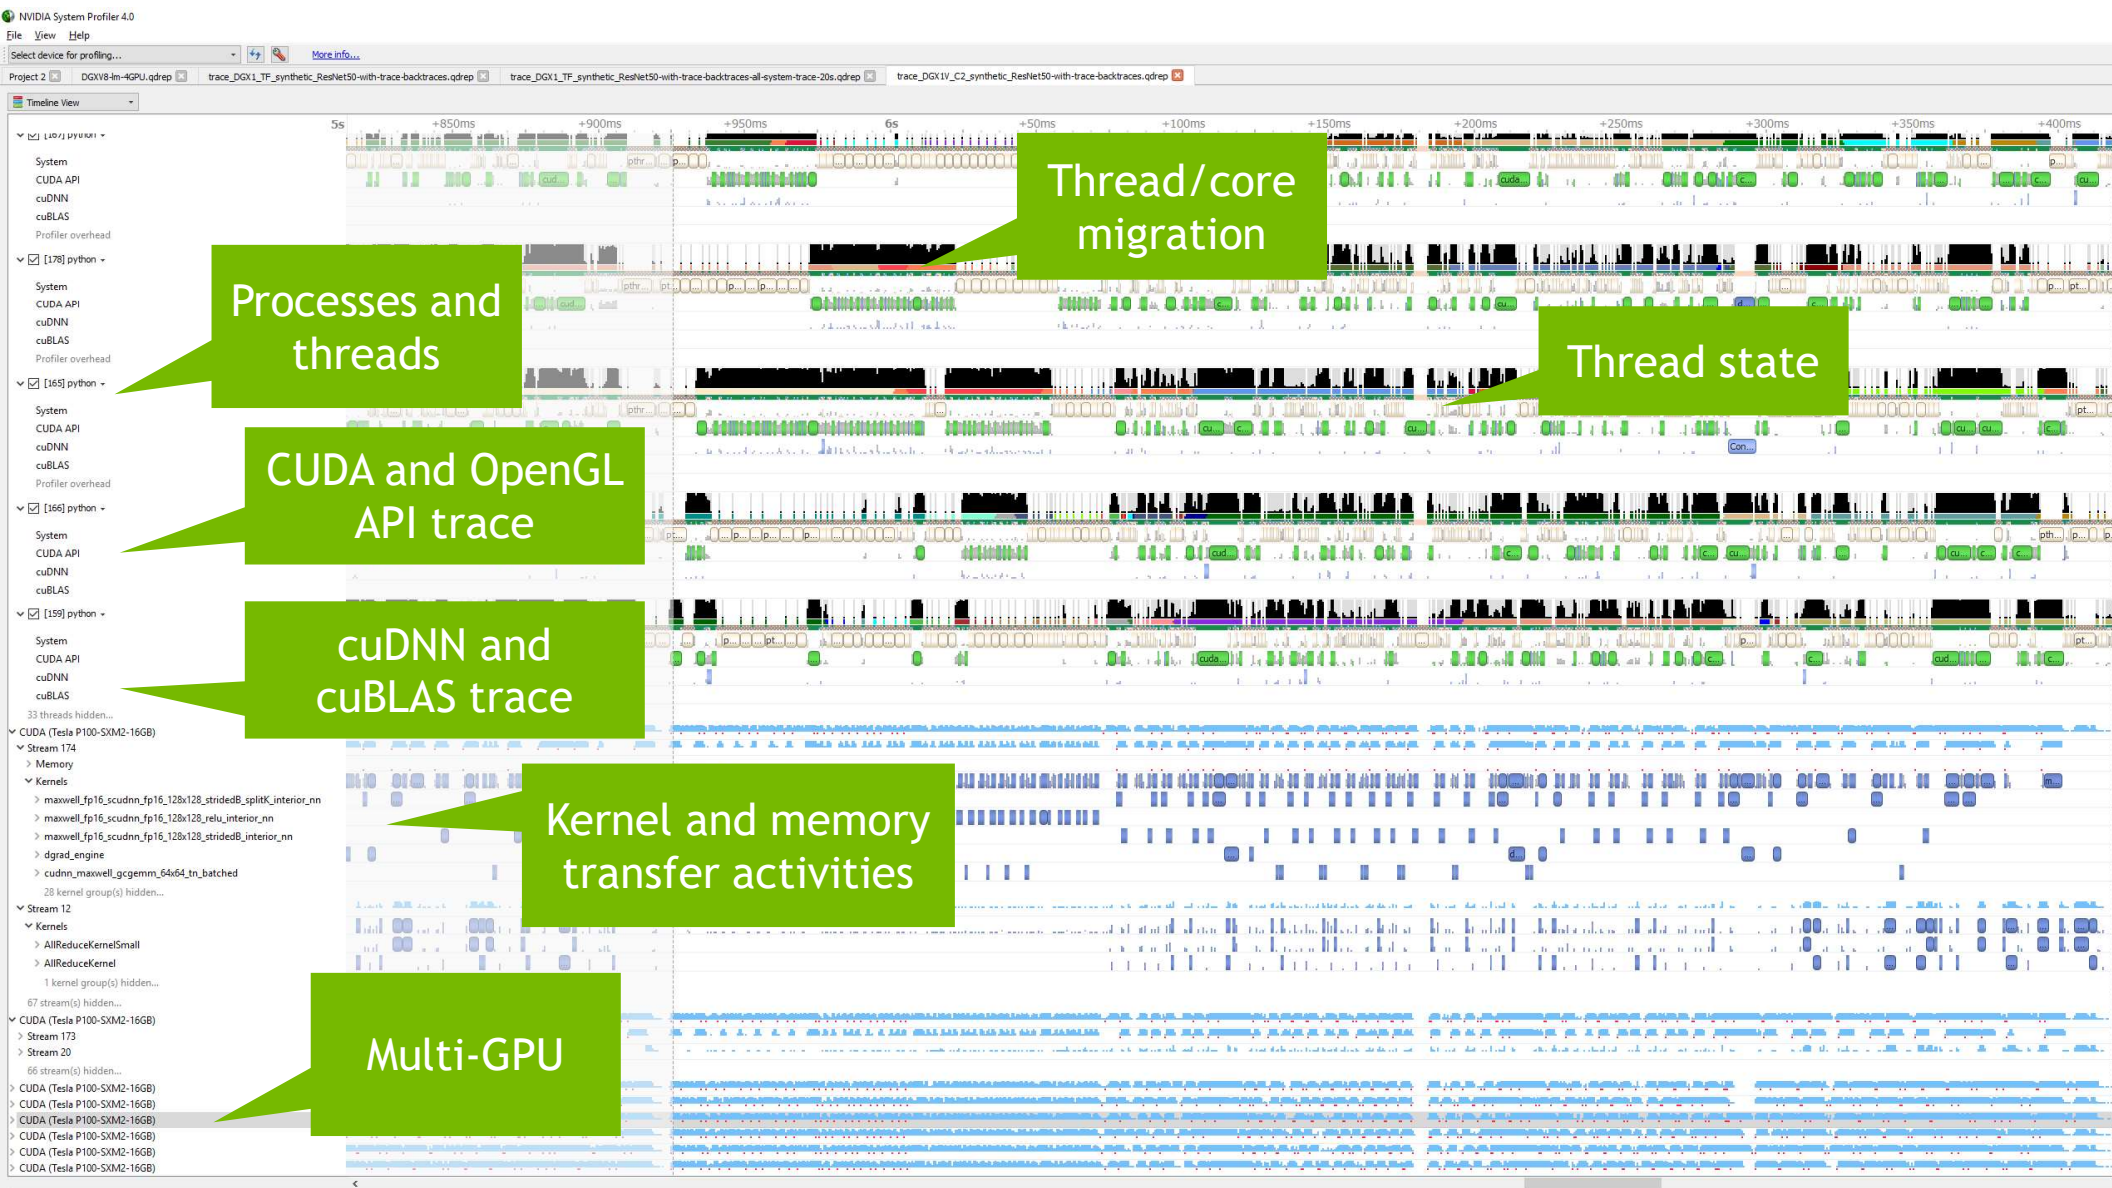 NVIDIA System Profiler 4.0
File View Help
Select device for profiling... More info...
Project 2 DGXV8-lm-4GPU.qdrep trace_DGX1_TF_synthetic_ResNet50-with-trace-backtraces.qdrep trace_DGX1_TF_synthetic_ResNet50-with-trace-backtraces-all-system-trace-20s.qdrep trace_DGX1V_C2_synthetic_ResNet50-with-trace-backtraces.qdrep
Timeline View
5s +850ms +900ms +950ms 6s +50ms +100ms +150ms +200ms +250ms +300ms +350ms +400ms
[167] python
System
CUDA API
cuDNN
cuBLAS
Profiler overhead
Thread/core
migration
[178] python
System
CUDA API
cuDNN
cuBLAS
Profiler overhead
Processes and
threads
Thread state
[165] python
System
CUDA API
cuDNN
cuBLAS
Profiler overhead
CUDA and OpenGL
API trace
[166] python
System
CUDA API
cuDNN
cuBLAS
[159] python
System
CUDA API
cuDNN
cuBLAS
cuDNN and
cuBLAS trace
33 threads hidden...
CUDA (Tesla P100-SXM2-16GB)
Stream 174
Memory
Kernels
maxwell_fp16_scudnn_fp16_128x128_stridedB_splitK_interior_nn
maxwell_fp16_scudnn_fp16_128x128_relu_interior_nn
maxwell_fp16_scudnn_fp16_128x128_stridedB_interior_nn
dgrad_engine
cudnn_maxwell_gcgemm_64x64_tn_batched
28 kernel group(s) hidden...
Kernel and memory
transfer activities
Stream 12
Kernels
AllReduceKernelSmall
AllReduceKernel
1 kernel group(s) hidden...
67 stream(s) hidden...
CUDA (Tesla P100-SXM2-16GB)
Stream 173
Stream 20
66 stream(s) hidden...
Multi-GPU
CUDA (Tesla P100-SXM2-16GB)
CUDA (Tesla P100-SXM2-16GB)
CUDA (Tesla P100-SXM2-16GB)
CUDA (Tesla P100-SXM2-16GB)
CUDA (Tesla P100-SXM2-16GB)
CUDA (Tesla P100-SXM2-16GB)